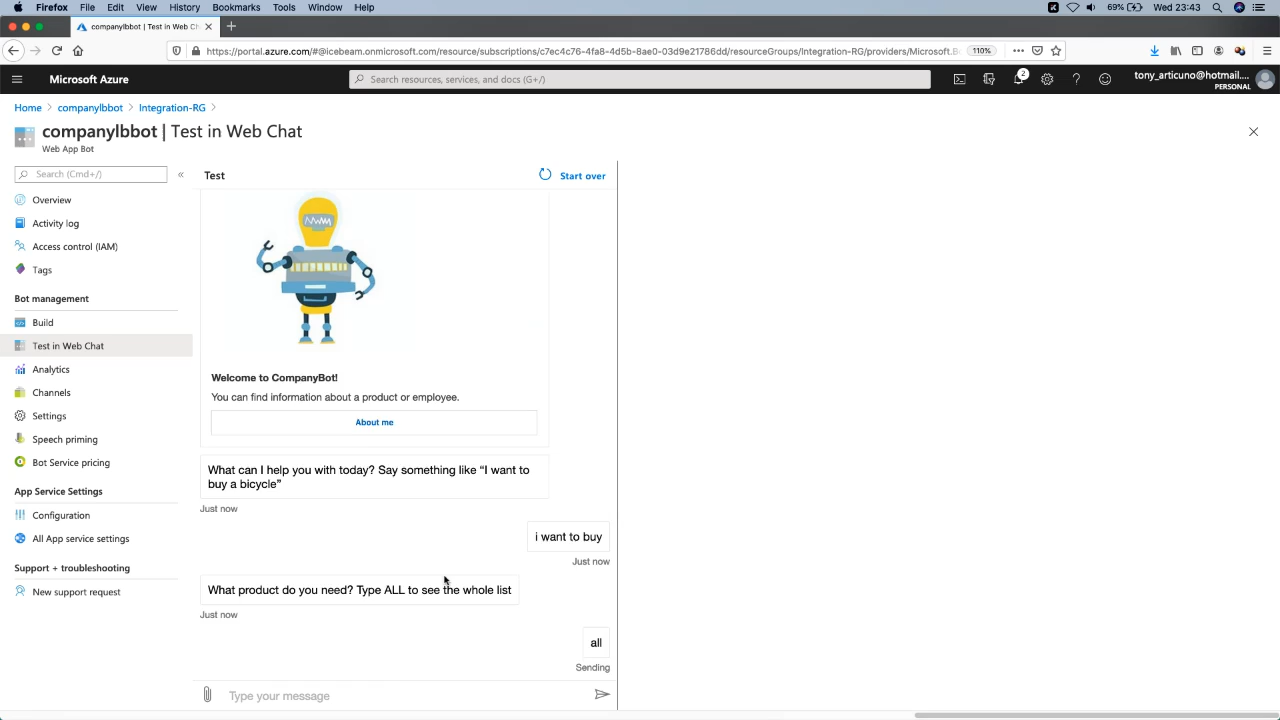 Firefox File Edit View History Bookmarks Tools Window Help 69% Wed 23:43
companylbbot | Test in Web Ch
https://portal.azure.com/#@icebeam.onmicrosoft.com/resource/subscriptions/c7ec4c76-4fa8-4d5b-8ae0-03d9e21786dd/resourceGroups/Integration-RG/providers/Microsoft.B 110%
Microsoft Azure
Search resources, services, and docs (G+/)
2
tony_articuno@hotmail....
PERSONAL
Home > companylbbot > Integration-RG >
companylbbot | Test in Web Chat
Web App Bot
Search (Cmd+/)
«
Overview
Activity log
Access control (IAM)
Tags
Bot management
Build
Test in Web Chat
Analytics
Channels
Settings
Speech priming
Bot Service pricing
App Service Settings
Configuration
All App service settings
Support + troubleshooting
New support request
Test
Start over
Welcome to CompanyBot!
You can find information about a product or employee.
About me
What can I help you with today? Say something like “I want to
buy a bicycle”
Just now
i want to buy
Just now
What product do you need? Type ALL to see the whole list
Just now
all
Sending
Type your message